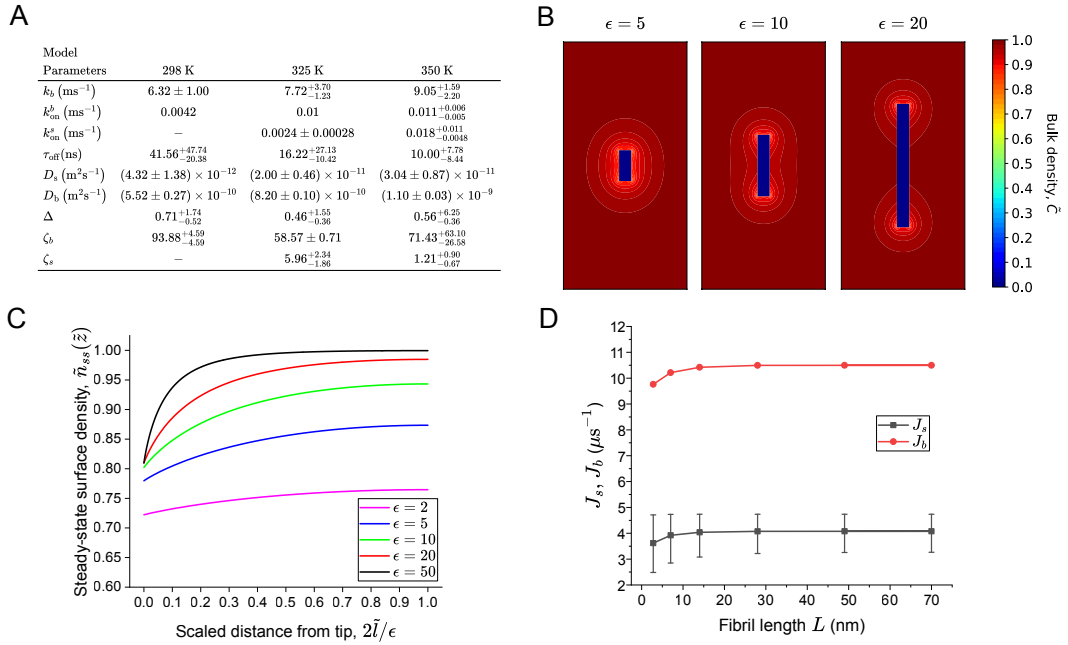 A
Model
Parameters 298 K 325 K 350 K
k_b (ms⁻¹) 6.32 ± 1.00 7.72^{+3.70}_{−1.23} 9.05^{+1.59}_{−2.20}
k^b_on (ms⁻¹) 0.0042 0.01 0.011^{+0.006}_{−0.005}
k^s_on (ms⁻¹) − 0.0024 ± 0.00028 0.018^{+0.011}_{−0.0048}
τ_off(ns) 41.56^{+47.74}_{−20.38} 16.22^{+27.13}_{−10.42} 10.00^{+7.78}_{−8.44}
D_s (m²s⁻¹) (4.32 ± 1.38) × 10⁻¹² (2.00 ± 0.46) × 10⁻¹¹ (3.04 ± 0.87) × 10⁻¹¹
D_b (m²s⁻¹) (5.52 ± 0.27) × 10⁻¹⁰ (8.20 ± 0.10) × 10⁻¹⁰ (1.10 ± 0.03) × 10⁻⁹
Δ 0.71^{+1.74}_{−0.52} 0.46^{+1.55}_{−0.36} 0.56^{+6.25}_{−0.36}
ζ_b 93.88^{+4.59}_{−4.59} 58.57 ± 0.71 71.43^{+63.10}_{−26.58}
ζ_s − 5.96^{+2.34}_{−1.86} 1.21^{+0.90}_{−0.67}
B
ϵ = 5 ϵ = 10 ϵ = 20
1.0
0.9
0.8
0.7
0.6
0.5
0.4
0.3
0.2
0.1
0.0
Bulk density, C̃
C
Steady-state surface density, ñ_ss(z̃)
1.00
0.95
0.90
0.85
0.80
0.75
0.70
0.65
0.60
ϵ = 2
ϵ = 5
ϵ = 10
ϵ = 20
ϵ = 50
0.0 0.1 0.2 0.3 0.4 0.5 0.6 0.7 0.8 0.9 1.0
Scaled distance from tip, 2l̃/ϵ
D
J_s, J_b (μs⁻¹)
12
11
10
9
8
7
6
5
4
3
2
J_s
J_b
0 10 20 30 40 50 60 70
Fibril length L (nm)